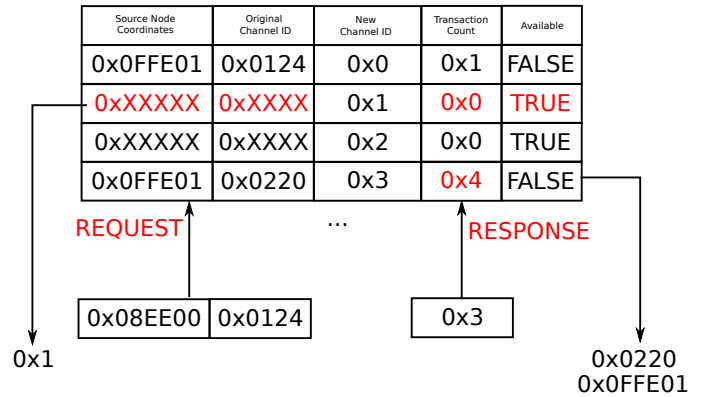 Source Node Coordinates Original Channel ID New Channel ID Transaction Count Available
0x0FFE01 0x0124 0x0 0x1 FALSE
0xXXXXX 0xXXXX 0x1 0x0 TRUE
0xXXXXX 0xXXXX 0x2 0x0 TRUE
0x0FFE01 0x0220 0x3 0x4 FALSE
REQUEST ... RESPONSE
0x08EE00 0x0124 0x3
0x1 0x0220
0x0FFE01